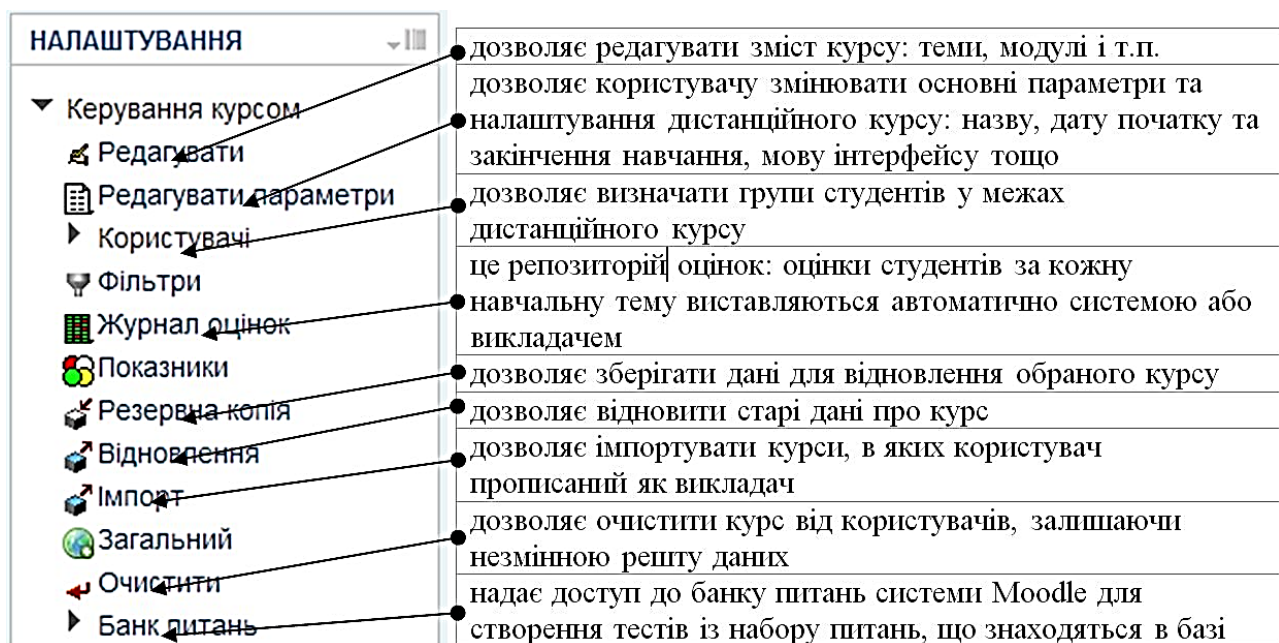 НАЛАШТУВАННЯ
Керування курсом
Редагувати
Редагувати параметри
Користувачі
Фільтри
Журнал оцінок
Показники
Резервна копія
Відновлення
Імпорт
Загальний
Очистити
Банк питань
дозволяє редагувати зміст курсу: теми, модулі і т.п.
дозволяє користувачу змінювати основні параметри та
налаштування дистанційного курсу: назву, дату початку та
закінчення навчання, мову інтерфейсу тощо
дозволяє визначати групи студентів у межах
дистанційного курсу
це репозиторій оцінок: оцінки студентів за кожну
навчальну тему виставляються автоматично системою або
викладачем
дозволяє зберігати дані для відновлення обраного курсу
дозволяє відновити старі дані про курс
дозволяє імпортувати курси, в яких користувач
прописаний як викладач
дозволяє очистити курс від користувачів, залишаючи
незмінною решту даних
надає доступ до банку питань системи Moodle для
створення тестів із набору питань, що знаходяться в базі